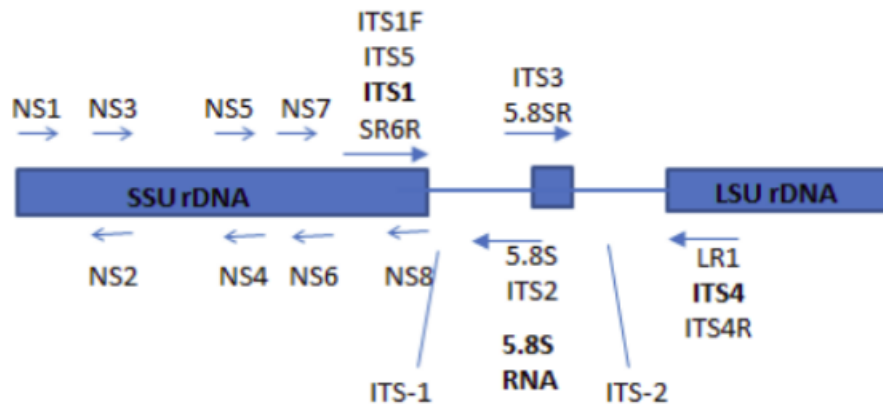 ITS1F
ITS5
ITS1
SR6R
ITS3
5.8SR
NS1
NS3
NS5
NS7
SSU rDNA
LSU rDNA
NS2
NS4
NS6
NS8
5.8S
ITS2
LR1
ITS4
ITS4R
5.8S
RNA
ITS-1
ITS-2